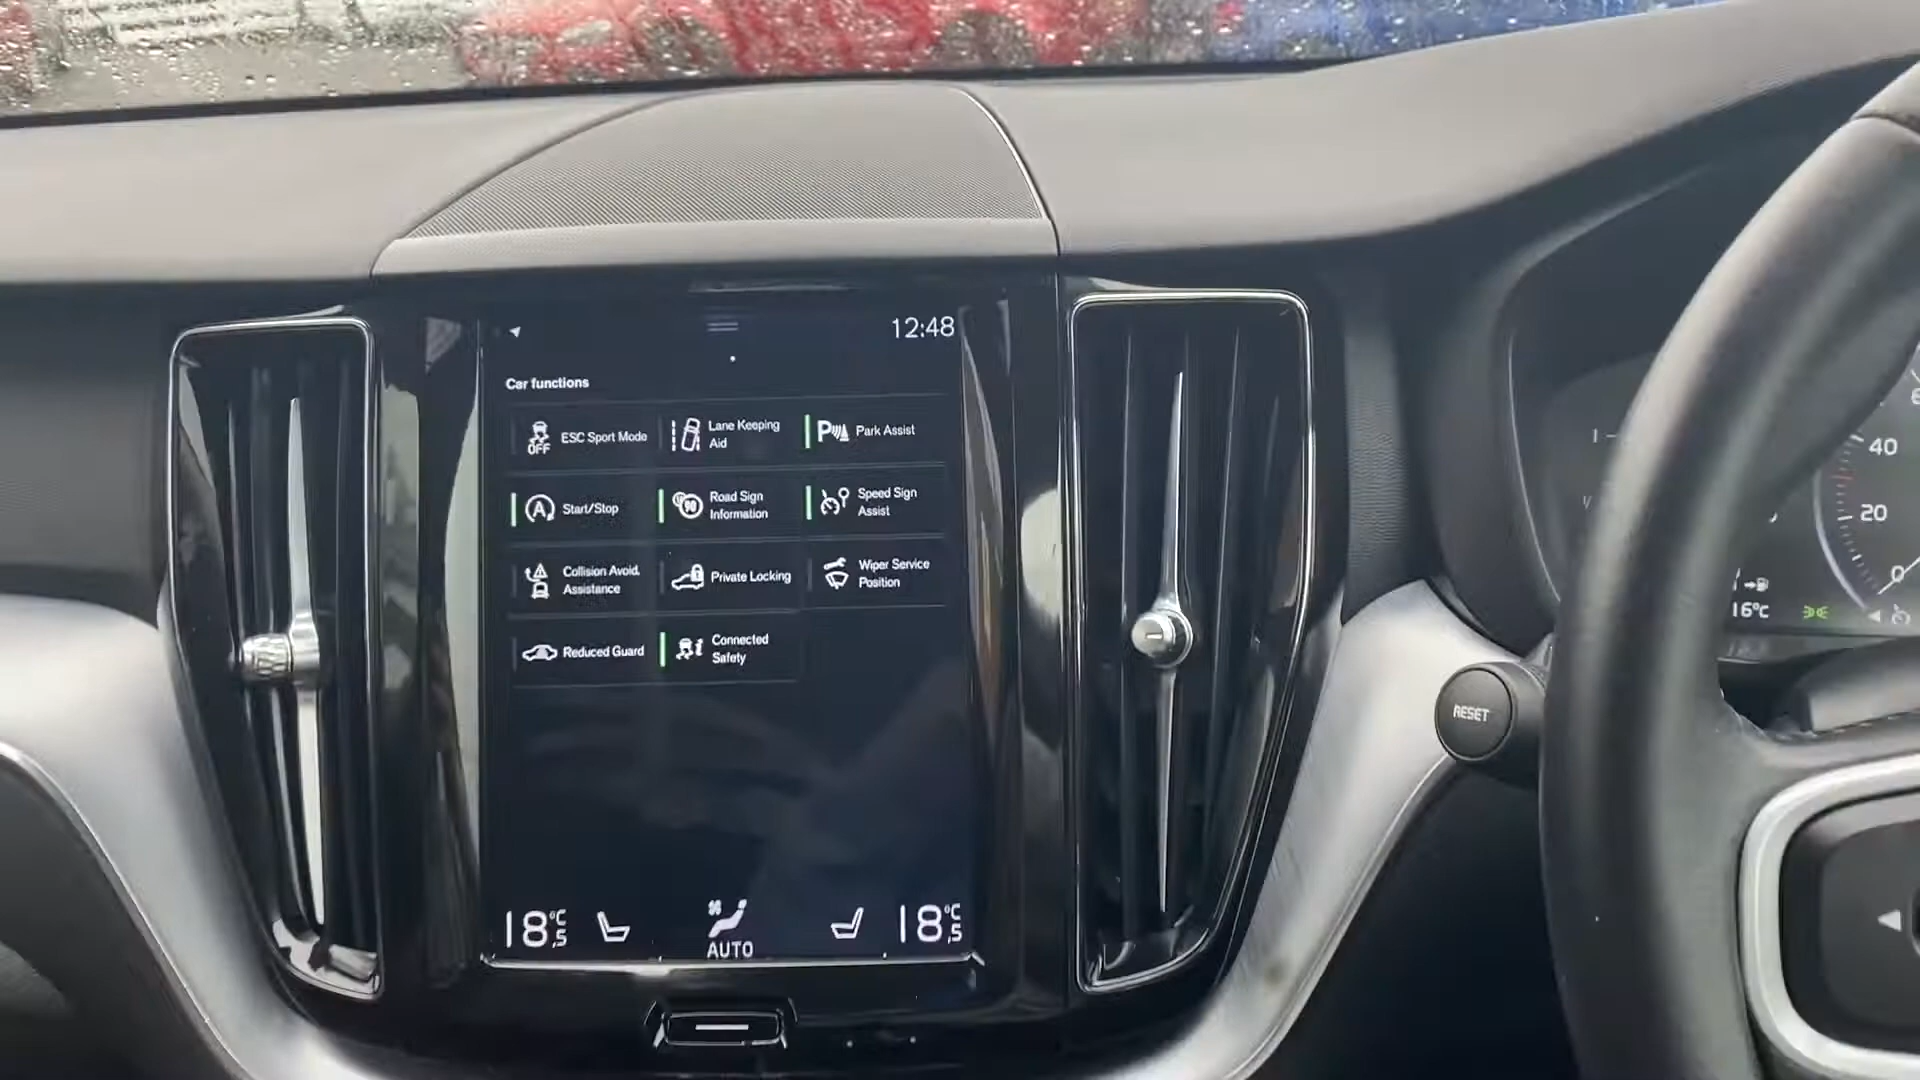 12:48
Car functions
OFF
ESC Sport Mode
Lane Keeping
Aid
P
Park Assist
A
Start/Stop
90
Road Sign
Information
Speed Sign
Assist
Collision Avoid.
Assistance
Private Locking
Wiper Service
Position
Reduced Guard
Connected
Safety
18,5°C
AUTO
18,5°C
40
20
0
16°C
RESET